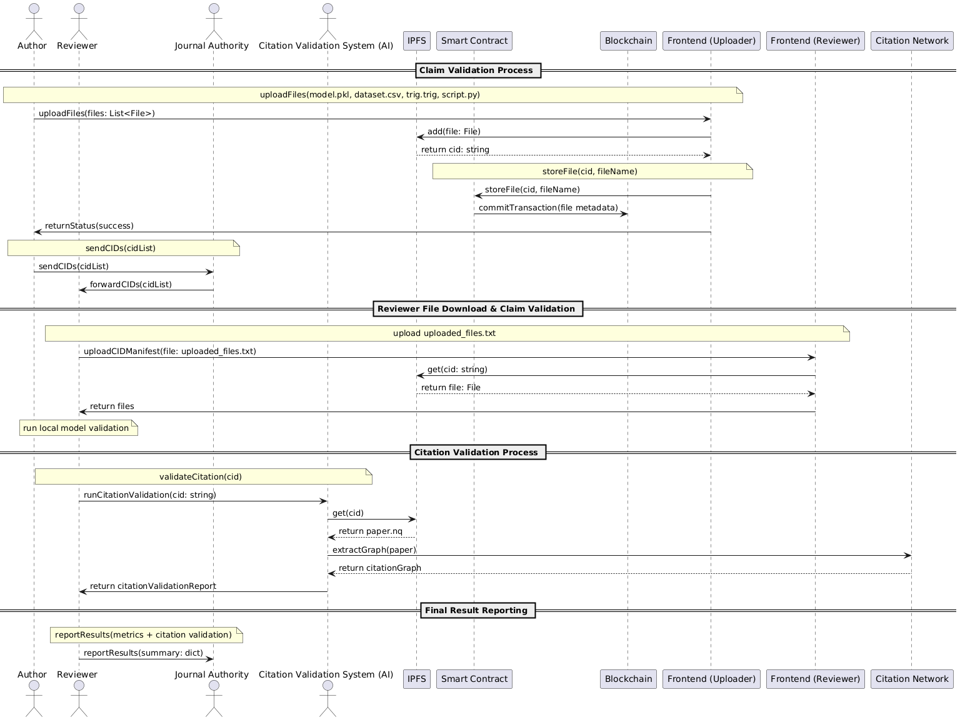 Author
Reviewer
Journal Authority
Citation Validation System (AI)
IPFS
Smart Contract
Blockchain
Frontend (Uploader)
Frontend (Reviewer)
Citation Network
Claim Validation Process
uploadFiles(model.pkl, dataset.csv, trig.trig, script.py)
uploadFiles(files: List<File>)
add(file: File)
return cid: string
storeFile(cid, fileName)
storeFile(cid, fileName)
commitTransaction(file metadata)
returnStatus(success)
sendCIDs(cidList)
sendCIDs(cidList)
forwardCIDs(cidList)
Reviewer File Download & Claim Validation
upload uploaded_files.txt
uploadCIDManifest(file: uploaded_files.txt)
get(cid: string)
return file: File
return files
run local model validation
Citation Validation Process
validateCitation(cid)
runCitationValidation(cid: string)
get(cid)
return paper.nq
extractGraph(paper)
return citationGraph
return citationValidationReport
Final Result Reporting
reportResults(metrics + citation validation)
reportResults(summary: dict)
Author
Reviewer
Journal Authority
Citation Validation System (AI)
IPFS
Smart Contract
Blockchain
Frontend (Uploader)
Frontend (Reviewer)
Citation Network